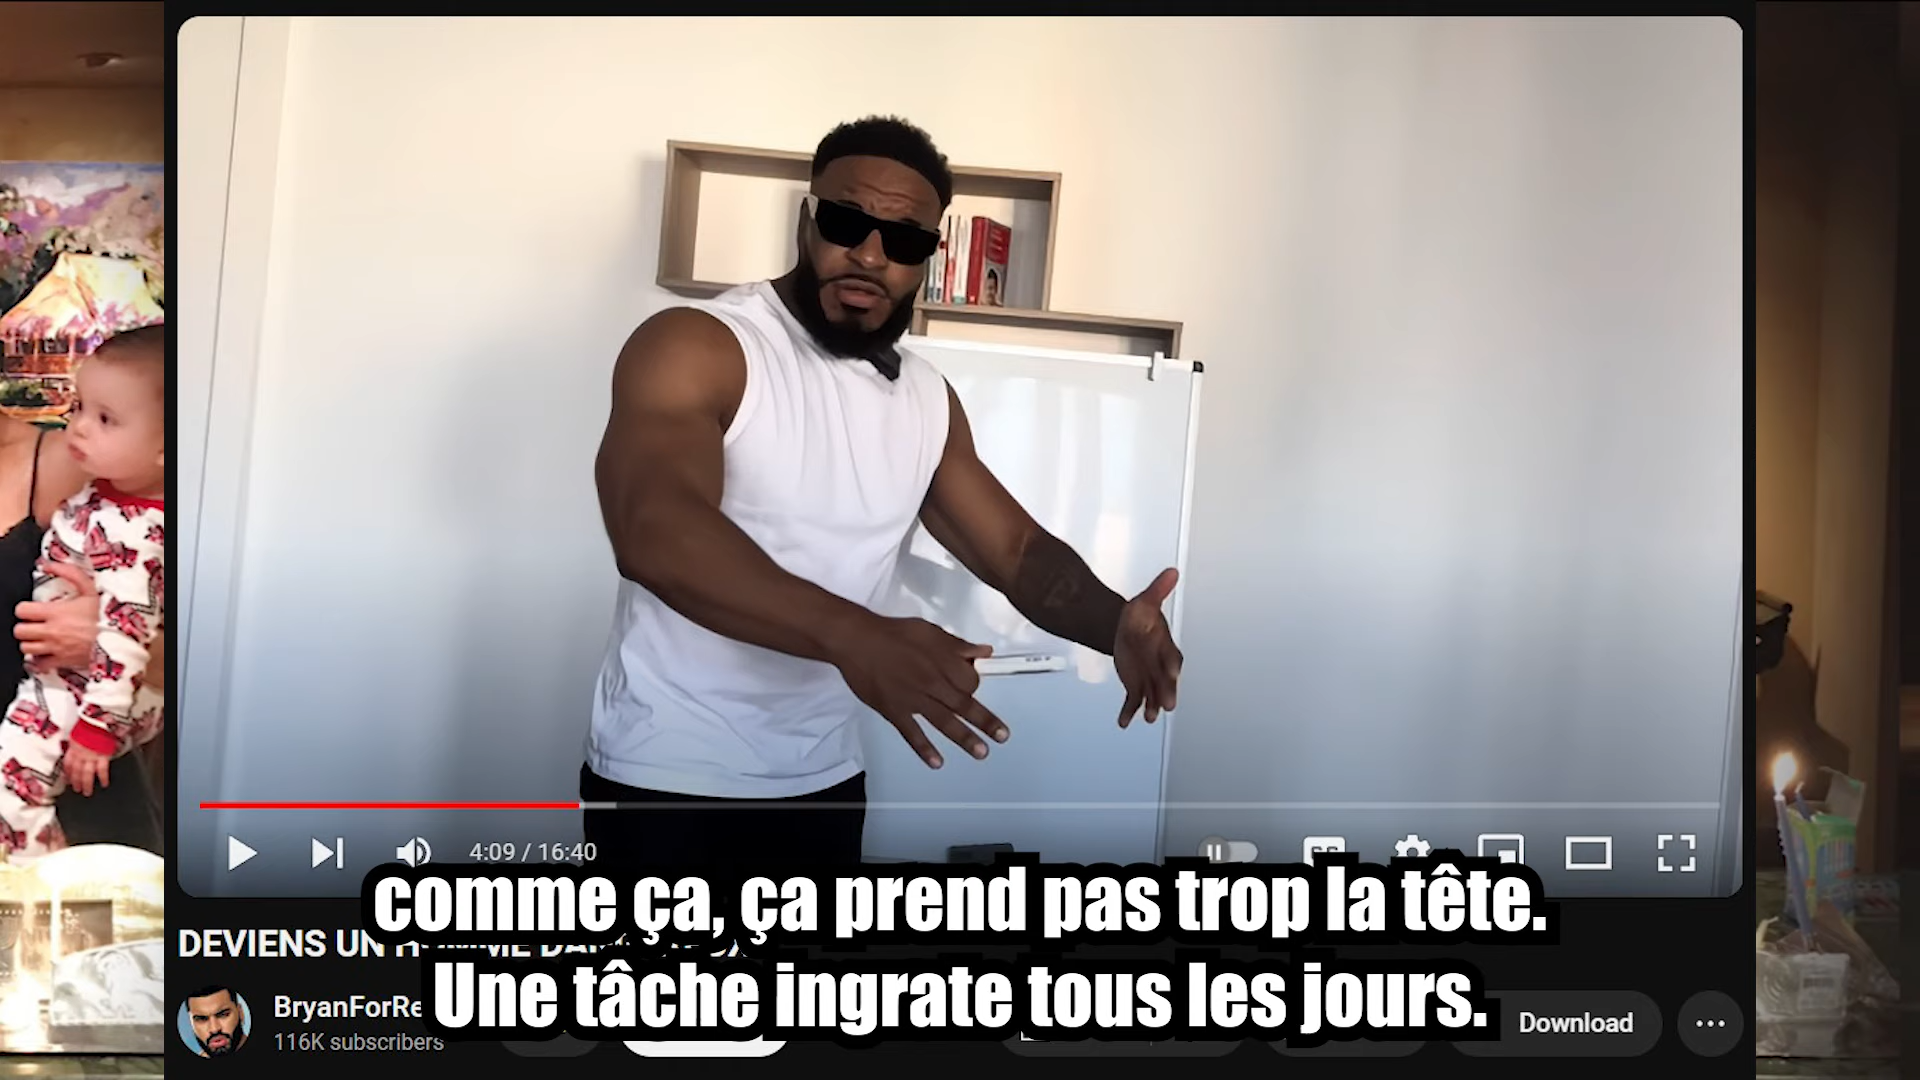 4:09 / 16:40
comme ça, ça prend pas trop la tête.
DEVIENS UN HOMME
Une tâche ingrate tous les jours.
BryanForRe
116K subscribers
Download